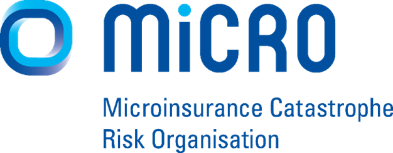 MiCRO
Microinsurance Catastrophe
Risk Organisation